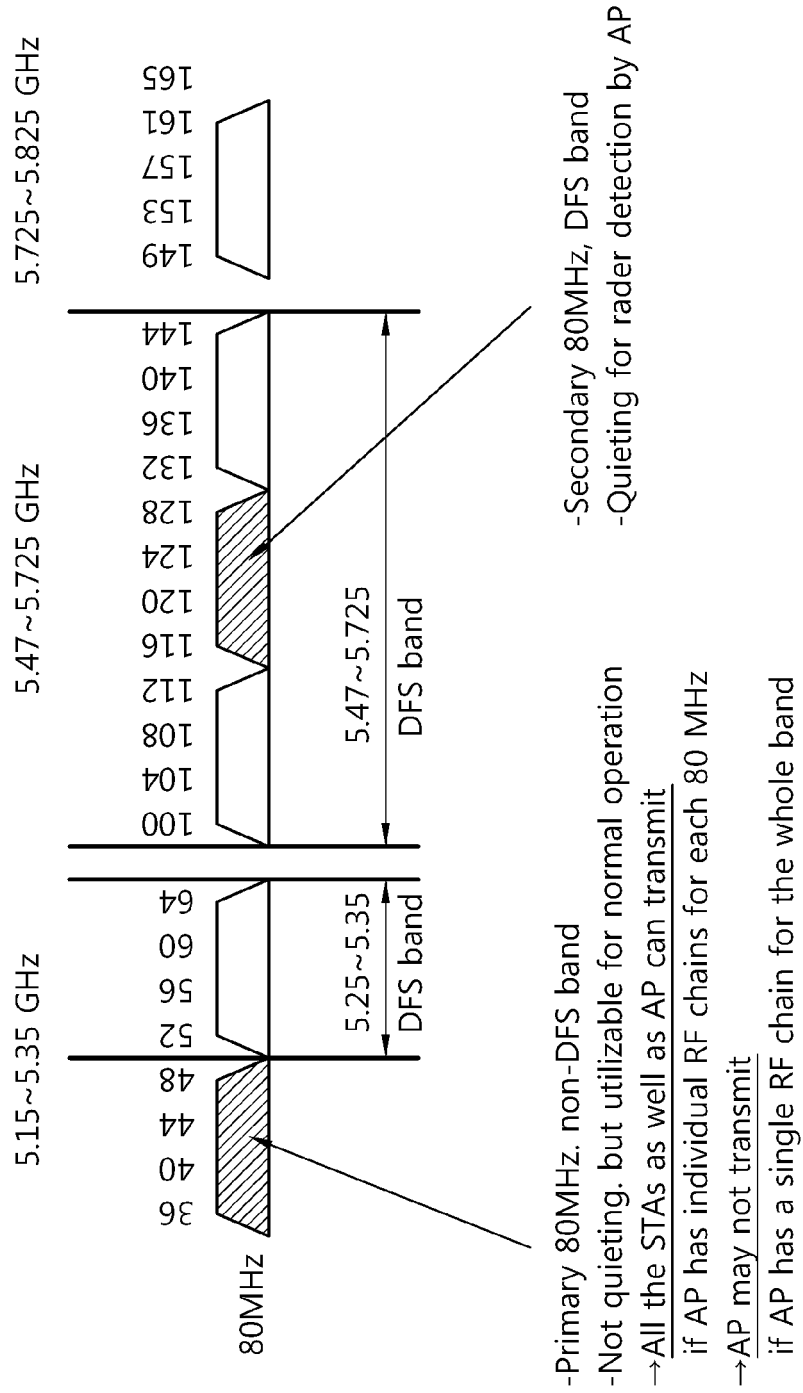 5.15~5.35 GHz
5.47~5.725 GHz
5.725~5.825 GHz
36 40 44 48 52 56 60 64 100 104 108 112 116 120 124 128 132 136 140 144 149 153 157 161 165
80MHz
5.25~5.35
DFS band
5.47~5.725
DFS band
-Primary 80MHz. non-DFS band
-Not quieting. but utilizable for normal operation
→All the STAs as well as AP can transmit
if AP has individual RF chains for each 80 MHz
→AP may not transmit
if AP has a single RF chain for the whole band
-Secondary 80MHz, DFS band
-Quieting for rader detection by AP